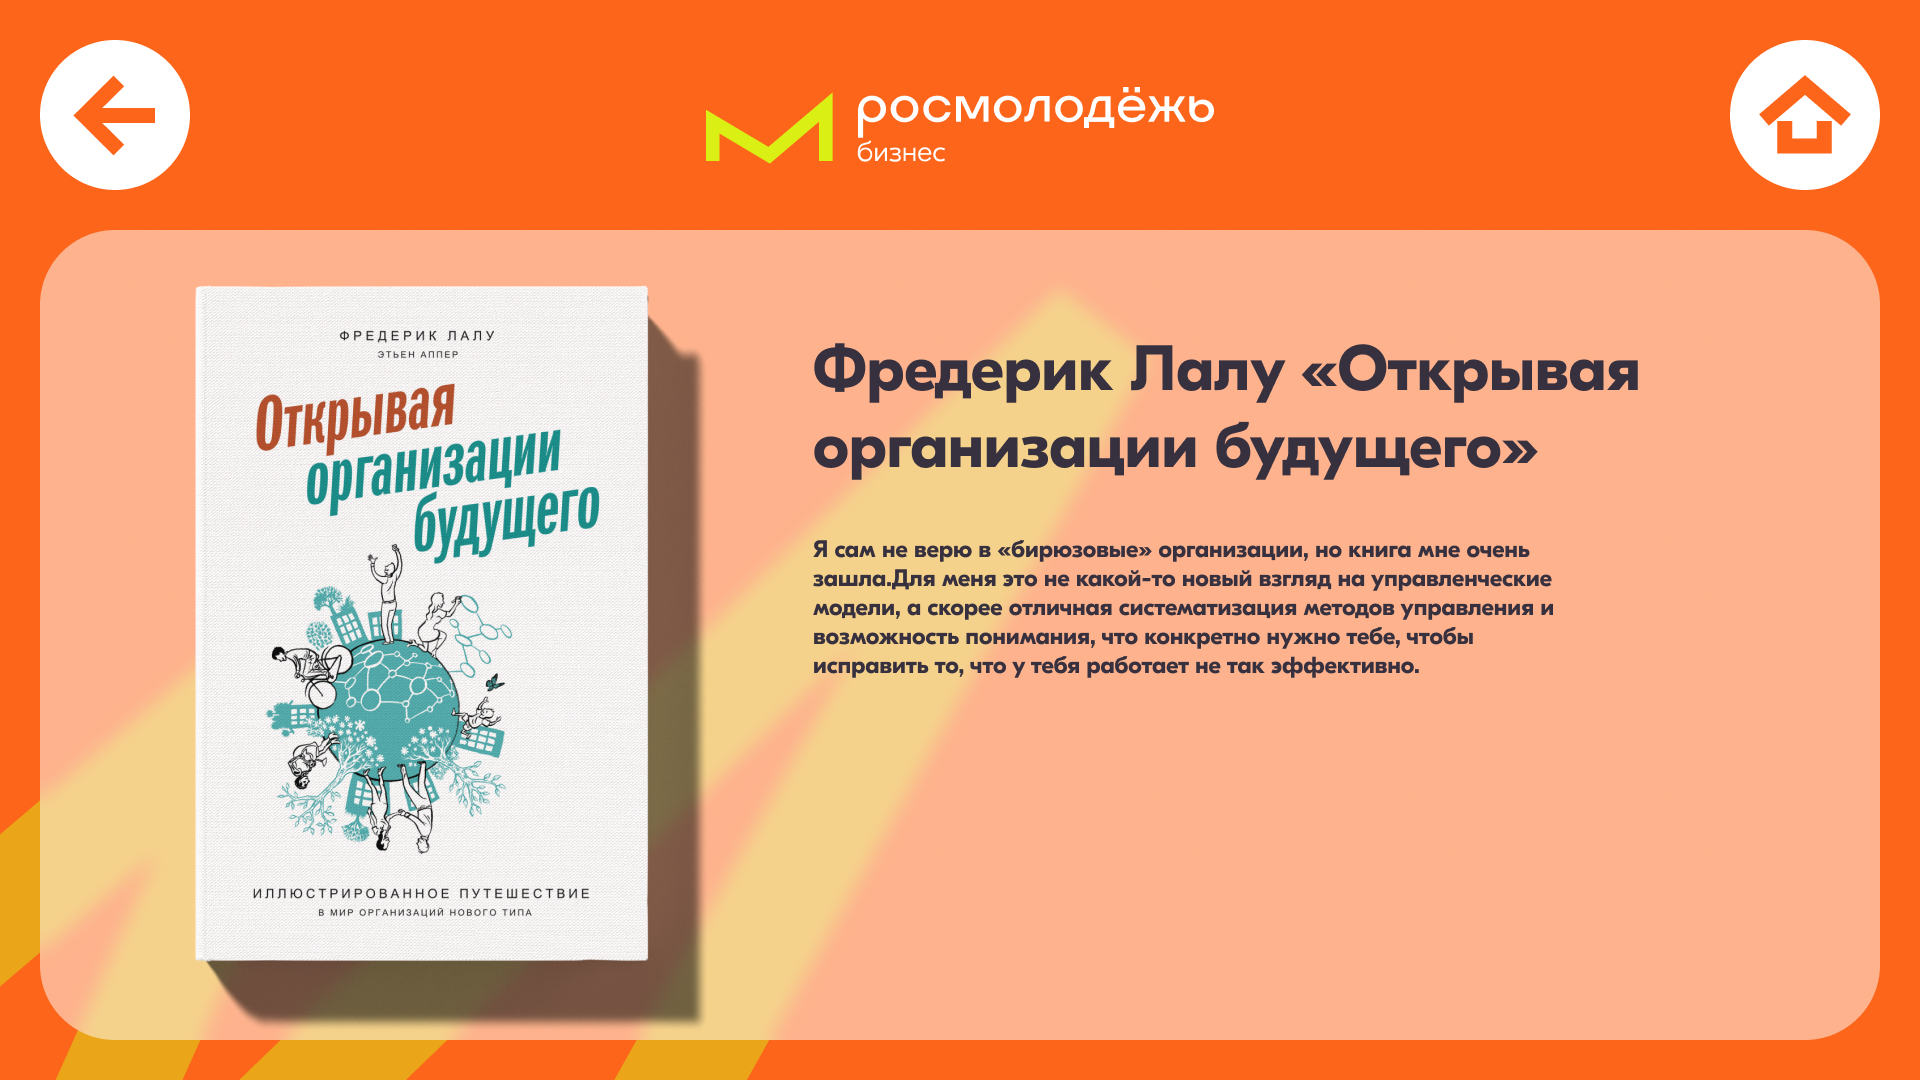 росмолодёжь
бизнес
ФРЕДЕРИК ЛАЛУ
ЭТЬЕН АППЕР
Открывая
организации
будущего
ИЛЛЮСТРИРОВАННОЕ ПУТЕШЕСТВИЕ
В МИР ОРГАНИЗАЦИЙ НОВОГО ТИПА
Фредерик Лалу «Открывая
организации будущего»
Я сам не верю в «бирюзовые» организации, но книга мне очень
зашла.Для меня это не какой-то новый взгляд на управленческие
модели, а скорее отличная систематизация методов управления и
возможность понимания, что конкретно нужно тебе, чтобы
исправить то, что у тебя работает не так эффективно.